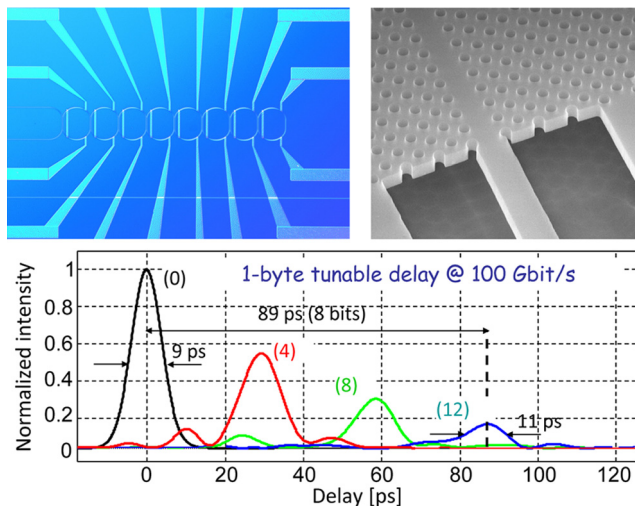 1-byte tunable delay @ 100 Gbit/s
Normalized intensity
1
0.8
0.6
0.4
0.2
0
(0)
89 ps (8 bits)
9 ps
(4)
(8)
(12)
11 ps
0
20
40
60
80
100
120
Delay [ps]